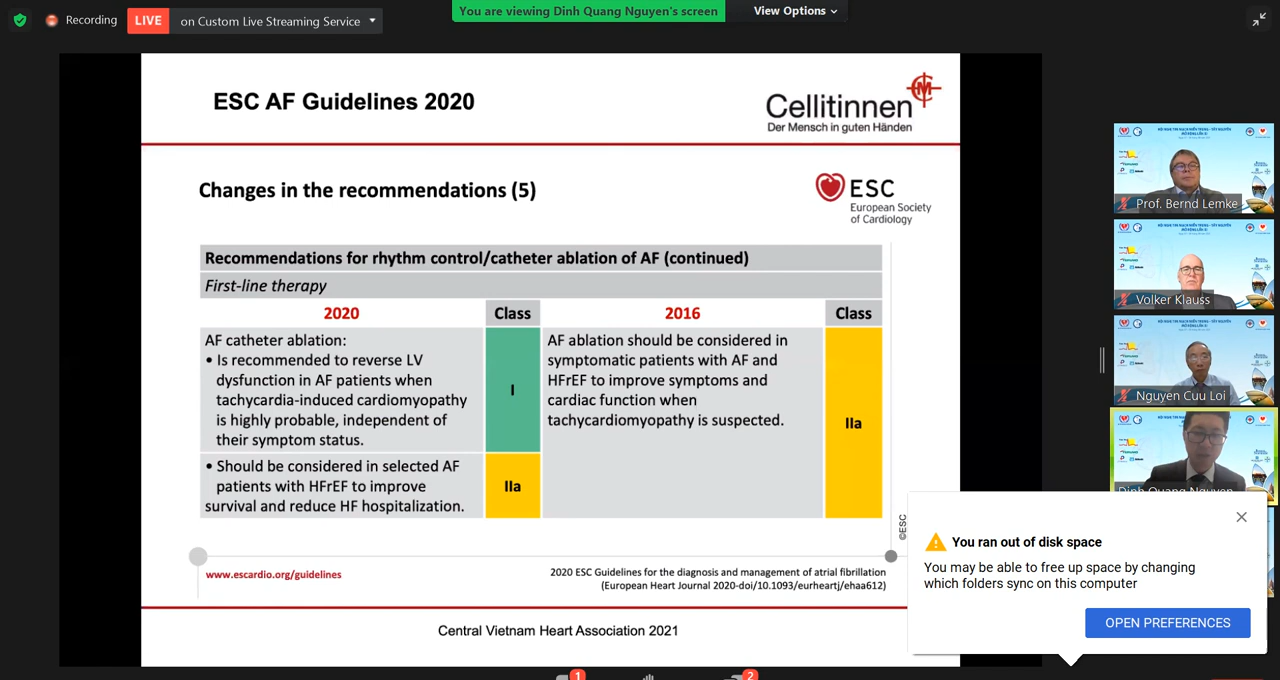 Recording
LIVE
on Custom Live Streaming Service
You are viewing Dinh Quang Nguyen's screen
View Options
ESC AF Guidelines 2020
Cellitinnen
Der Mensch in guten Händen
Changes in the recommendations (5)
ESC
European Society
of Cardiology
Recommendations for rhythm control/catheter ablation of AF (continued)
First-line therapy
2020
Class
2016
Class
AF catheter ablation:
• Is recommended to reverse LV
dysfunction in AF patients when
tachycardia-induced cardiomyopathy
is highly probable, independent of
their symptom status.
I
AF ablation should be considered in
symptomatic patients with AF and
HFrEF to improve symptoms and
cardiac function when
tachycardiomyopathy is suspected.
IIa
• Should be considered in selected AF
patients with HFrEF to improve
survival and reduce HF hospitalization.
IIa
©ESC
www.escardio.org/guidelines
2020 ESC Guidelines for the diagnosis and management of atrial fibrillation
(European Heart Journal 2020-doi/10.1093/eurheartj/ehaa612)
Central Vietnam Heart Association 2021
Prof. Bernd Lemke
Volker Klauss
Nguyen Cuu Loi
Dinh Quang Nguyen
You ran out of disk space
You may be able to free up space by changing
which folders sync on this computer
OPEN PREFERENCES
1
2